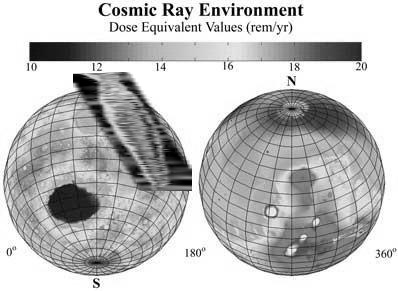 Cosmic Ray Environment
Dose Equivalent Values (rem/yr)
10 12 14 16 18 20
N
0° 180° 360°
S